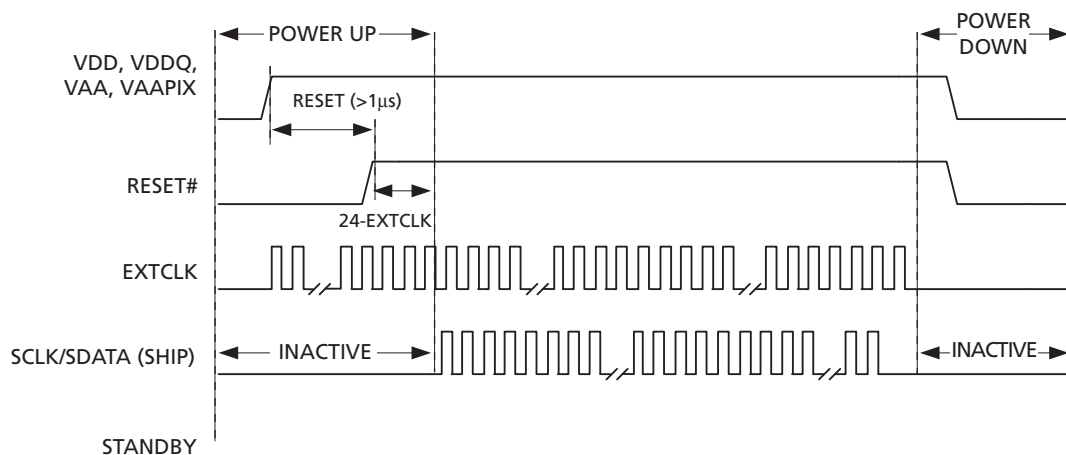 POWER UP
POWER
DOWN
VDD, VDDQ,
VAA, VAAPIX
RESET (>1μs)
RESET#
24-EXTCLK
EXTCLK
SCLK/SDATA (SHIP)
INACTIVE
INACTIVE
STANDBY